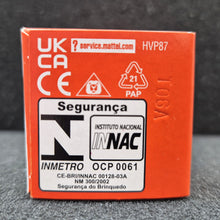 UK
CA
CE
? service.mattel.com
HVP87
21
PAP
Segurança
N
INMETRO
INSTITUTO NACIONAL
INNAC
OCP 0061
CE-BRI/INNAC 00128-03A
NM 300/2002
Segurança do Brinquedo